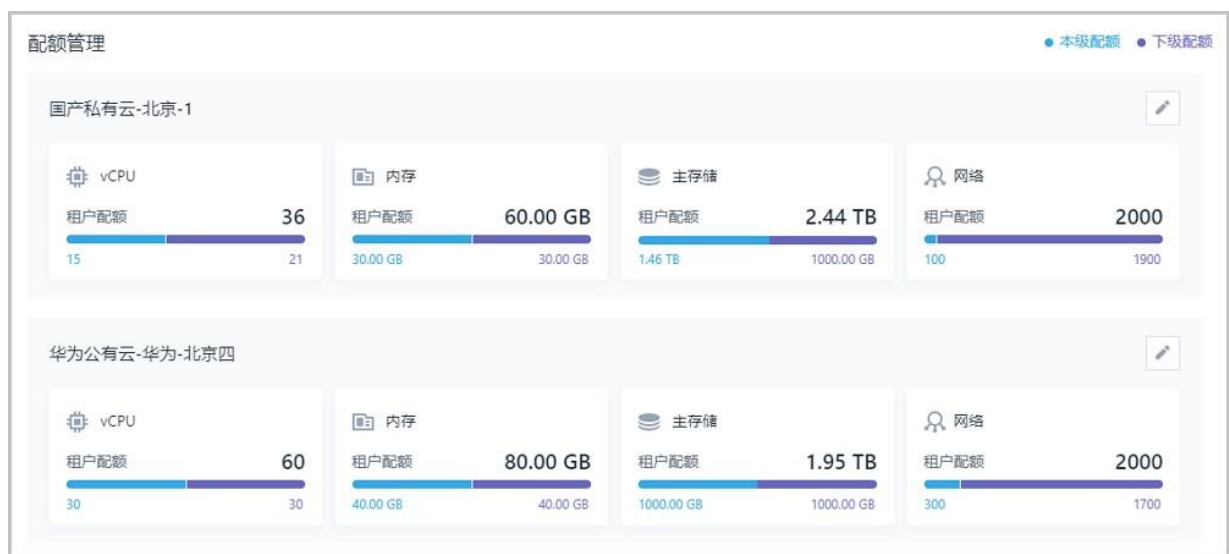 配额管理
本级配额 下级配额
国产私有云-北京-1
vCPU 内存 主存储 网络
租户配额 36 租户配额 60.00 GB 租户配额 2.44 TB 租户配额 2000
15 21 30.00 GB 30.00 GB 1.46 TB 1000.00 GB 100 1900
华为公有云-华为-北京四
vCPU 内存 主存储 网络
租户配额 60 租户配额 80.00 GB 租户配额 1.95 TB 租户配额 2000
30 30 40.00 GB 40.00 GB 1000.00 GB 1000.00 GB 300 1700